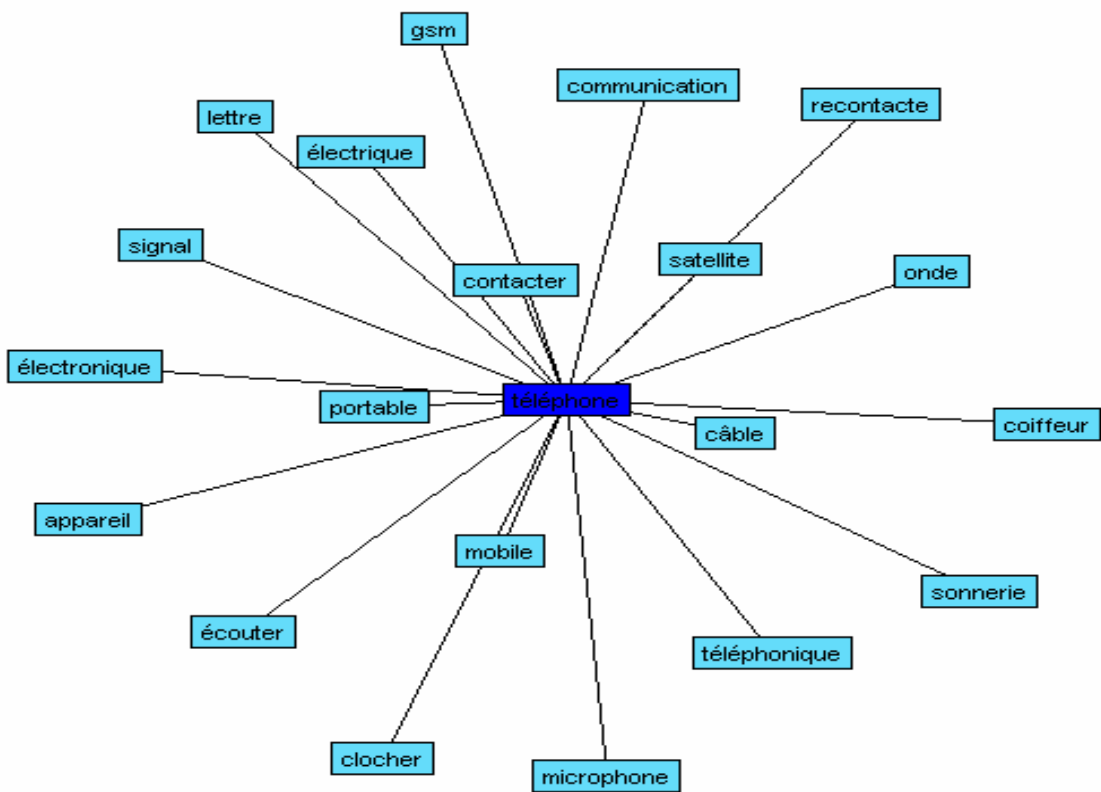 gsm
communication
recontacte
lettre
électrique
signal
contacter
satellite
onde
électronique
portable
téléphone
câble
coiffeur
appareil
mobile
sonnerie
écouter
téléphonique
clocher
microphone